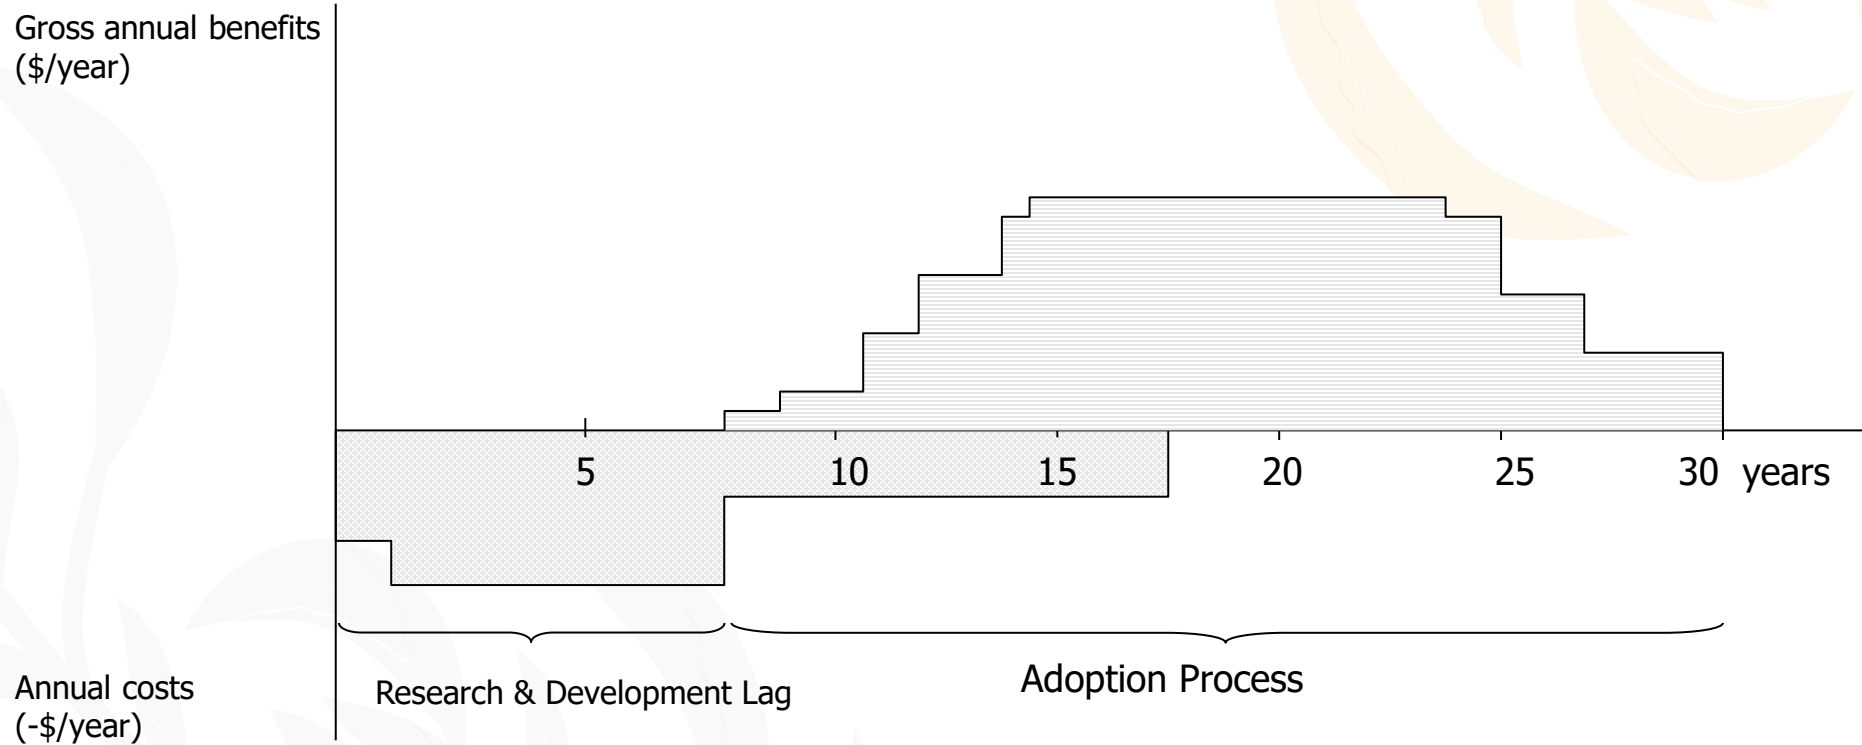 Gross annual benefits
($/year)
5
10
15
20
25
30 years
Research & Development Lag
Adoption Process
Annual costs
(-$/year)